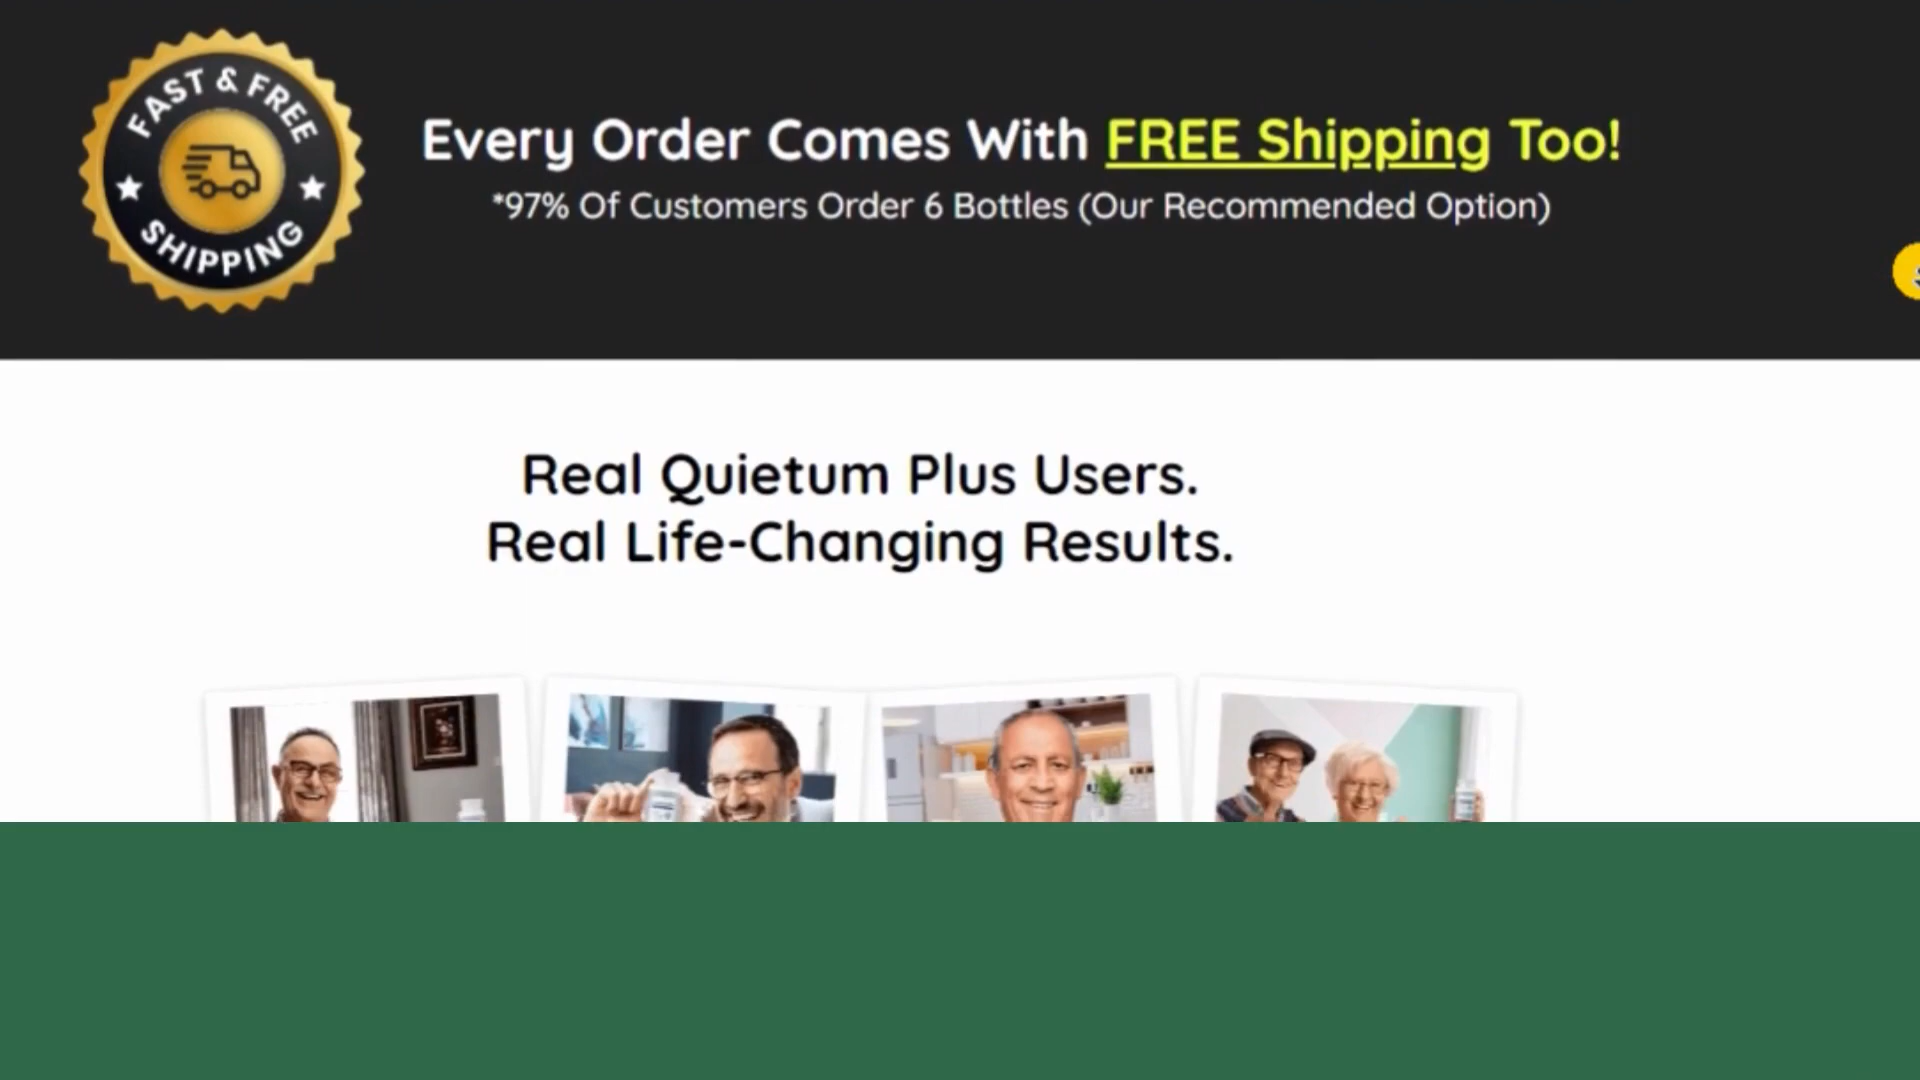 FAST & FREE
SHIPPING
Every Order Comes With FREE Shipping Too!
*97% Of Customers Order 6 Bottles (Our Recommended Option)
Real Quietum Plus Users.
Real Life-Changing Results.